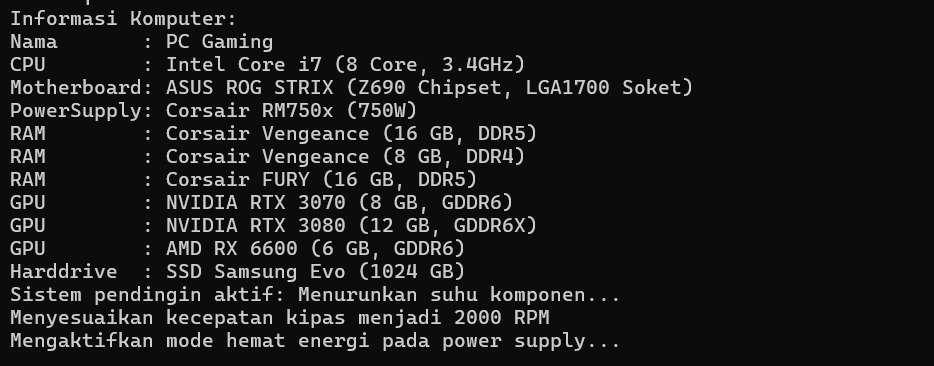 Informasi Komputer:
Nama       : PC Gaming
CPU        : Intel Core i7 (8 Core, 3.4GHz)
Motherboard: ASUS ROG STRIX (Z690 Chipset, LGA1700 Soket)
PowerSupply: Corsair RM750x (750W)
RAM        : Corsair Vengeance (16 GB, DDR5)
RAM        : Corsair Vengeance (8 GB, DDR4)
RAM        : Corsair FURY (16 GB, DDR5)
GPU        : NVIDIA RTX 3070 (8 GB, GDDR6)
GPU        : NVIDIA RTX 3080 (12 GB, GDDR6X)
GPU        : AMD RX 6600 (6 GB, GDDR6)
Harddrive  : SSD Samsung Evo (1024 GB)
Sistem pendingin aktif: Menurunkan suhu komponen...
Menyesuaikan kecepatan kipas menjadi 2000 RPM
Mengaktifkan mode hemat energi pada power supply...